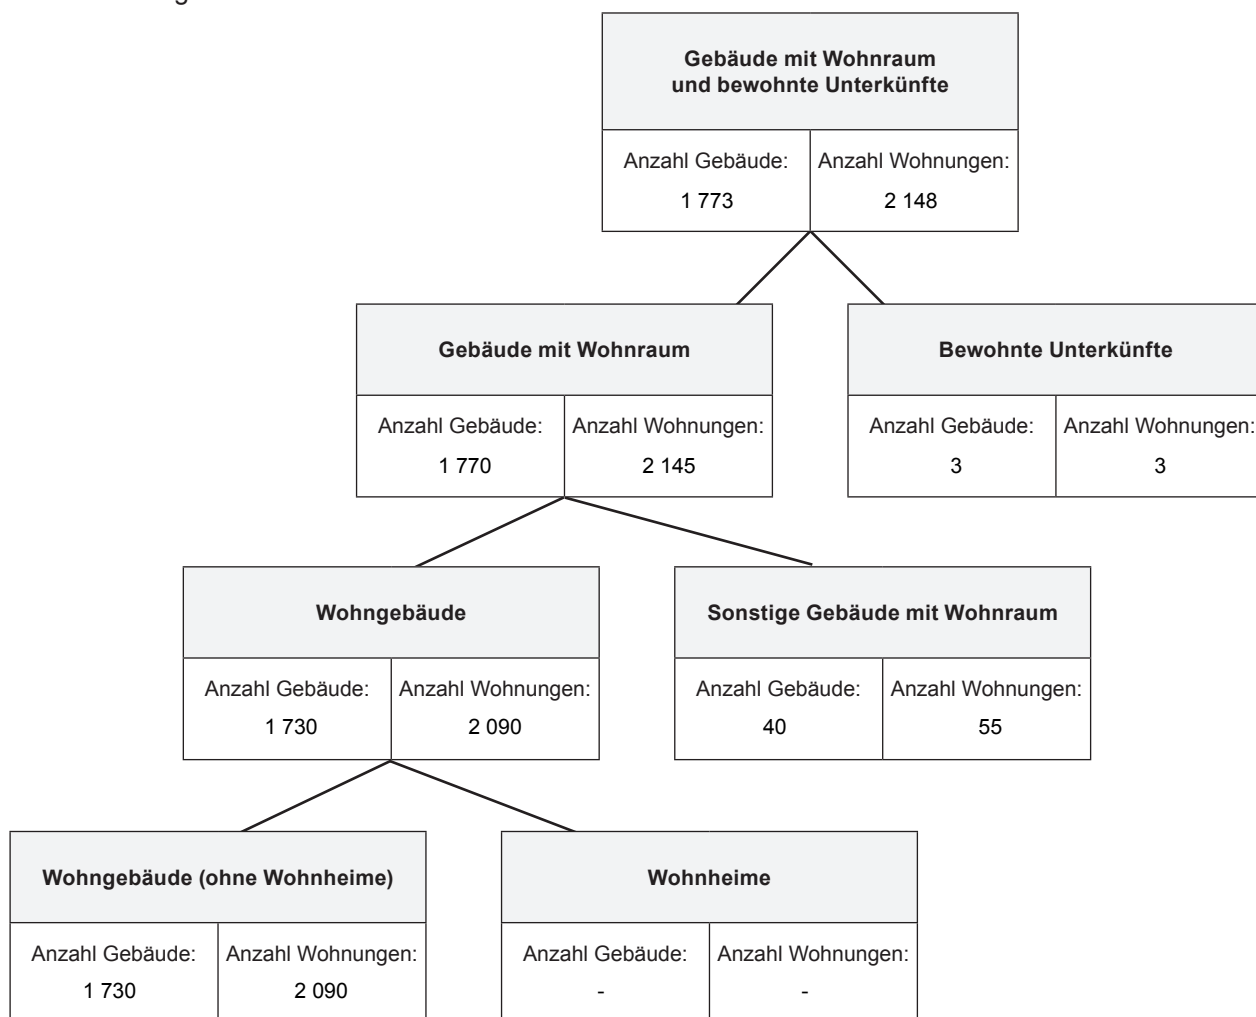 Gebäude mit Wohnraum
und bewohnte Unterkünfte
Anzahl Gebäude: Anzahl Wohnungen:
1 773 2 148
Gebäude mit Wohnraum
Anzahl Gebäude: Anzahl Wohnungen:
1 770 2 145
Bewohnte Unterkünfte
Anzahl Gebäude: Anzahl Wohnungen:
3 3
Wohngebäude
Anzahl Gebäude: Anzahl Wohnungen:
1 730 2 090
Sonstige Gebäude mit Wohnraum
Anzahl Gebäude: Anzahl Wohnungen:
40 55
Wohngebäude (ohne Wohnheime)
Anzahl Gebäude: Anzahl Wohnungen:
1 730 2 090
Wohnheime
Anzahl Gebäude: Anzahl Wohnungen:
- -